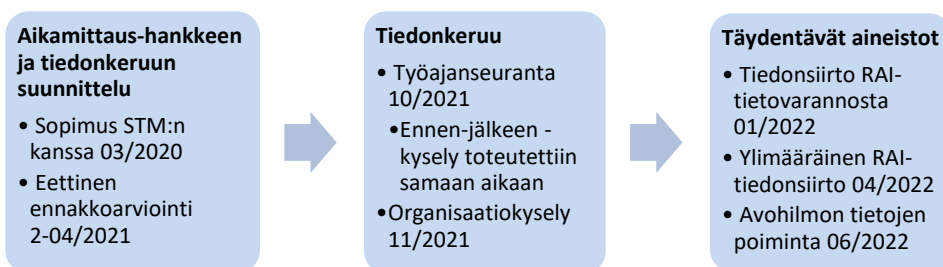 Aikamittaus-hankkeen
ja tiedonkeruun
suunnittelu
• Sopimus STM:n
kanssa 03/2020
• Eettinen
ennakkoarviointi
2-04/2021
Tiedonkeruu
• Työajanseuranta
10/2021
•Ennen-jälkeen -
kysely toteutettiin
samaan aikaan
•Organisaatiokysely
11/2021
Täydentävät aineistot
• Tiedonsiirto RAI-
tietovarannosta
01/2022
• Ylimääräinen RAI-
tiedonsiirto 04/2022
• Avohilmon tietojen
poiminta 06/2022